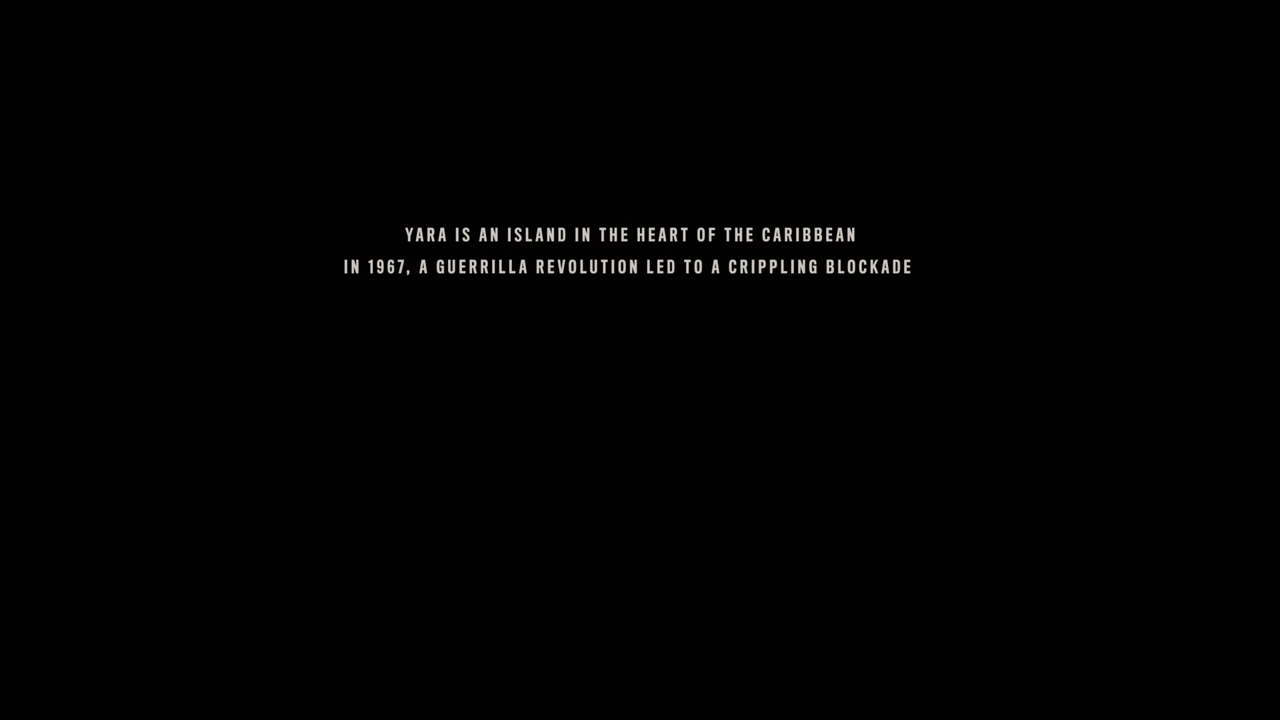 YARA IS AN ISLAND IN THE HEART OF THE CARIBBEAN
IN 1967, A GUERRILLA REVOLUTION LED TO A CRIPPLING BLOCKADE